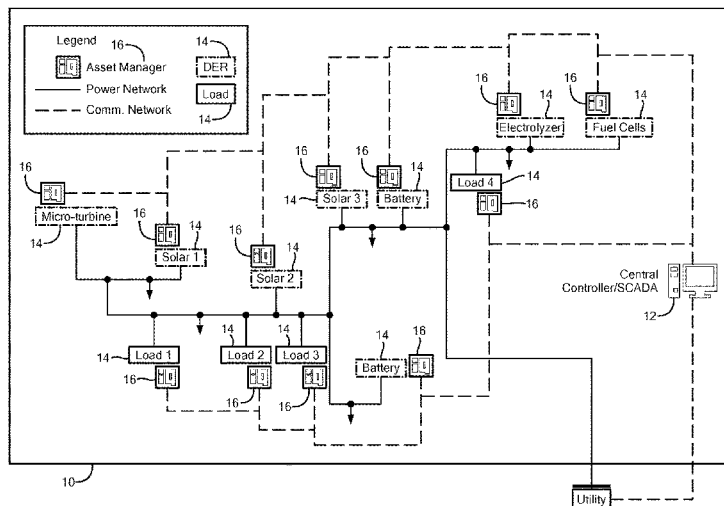 Legend
16
14
Asset Manager
DER
Power Network
Load
Comm. Network
14
16
14
16
14
Electrolyzer
Fuel Cells
16
16
14
14
Solar 3
Battery
Load 4
14
16
16
Micro-turbine
14
16
14
Solar 1
16
14
Solar 2
Central
Controller/SCADA
12
14
14
14
Load 1
14
Load 2
Load 3
14
16
Battery
16
16
16
10
Utility